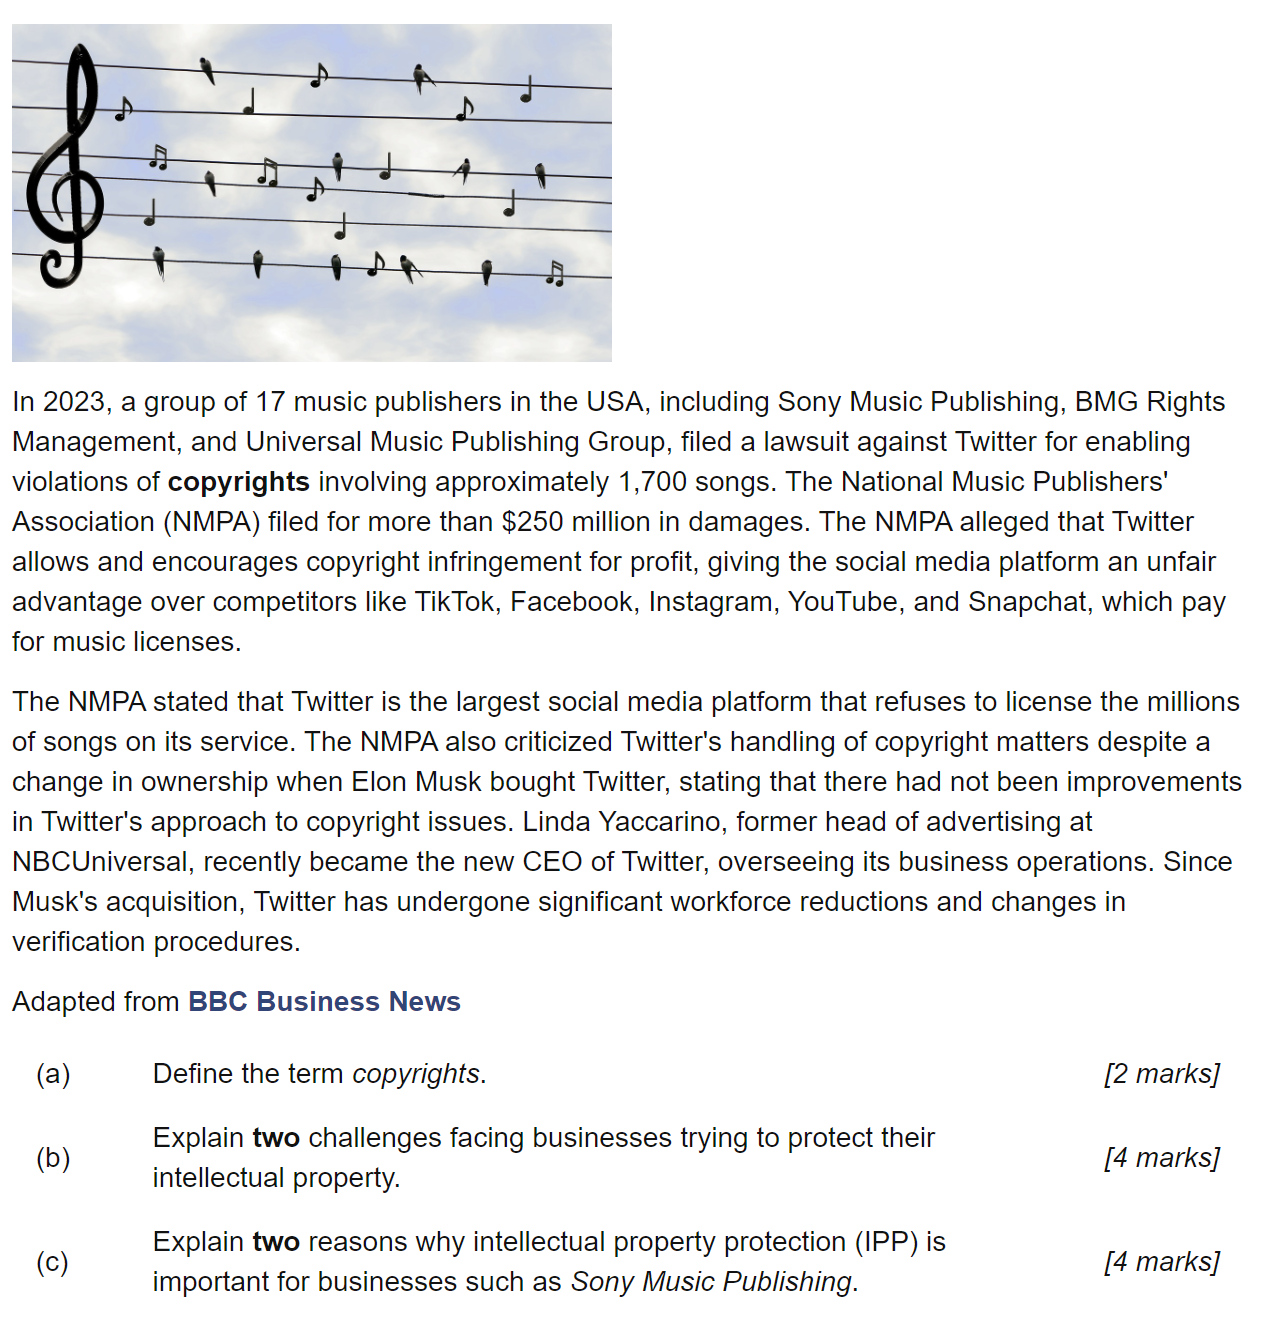 In 2023, a group of 17 music publishers in the USA, including Sony Music Publishing, BMG Rights
Management, and Universal Music Publishing Group, filed a lawsuit against Twitter for enabling
violations of copyrights involving approximately 1,700 songs. The National Music Publishers'
Association (NMPA) filed for more than $250 million in damages. The NMPA alleged that Twitter
allows and encourages copyright infringement for profit, giving the social media platform an unfair
advantage over competitors like TikTok, Facebook, Instagram, YouTube, and Snapchat, which pay
for music licenses.
The NMPA stated that Twitter is the largest social media platform that refuses to license the millions
of songs on its service. The NMPA also criticized Twitter's handling of copyright matters despite a
change in ownership when Elon Musk bought Twitter, stating that there had not been improvements
in Twitter's approach to copyright issues. Linda Yaccarino, former head of advertising at
NBCUniversal, recently became the new CEO of Twitter, overseeing its business operations. Since
Musk's acquisition, Twitter has undergone significant workforce reductions and changes in
verification procedures.
Adapted from BBC Business News
(a) Define the term copyrights. [2 marks]
(b) Explain two challenges facing businesses trying to protect their
intellectual property. [4 marks]
(c) Explain two reasons why intellectual property protection (IPP) is
important for businesses such as Sony Music Publishing. [4 marks]